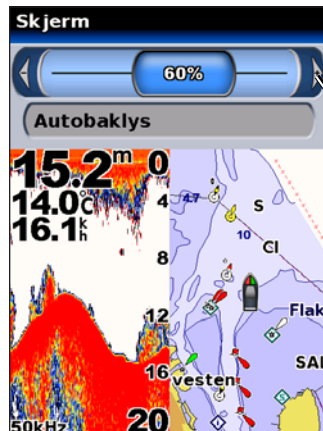 Skjerm
60%
Autobaklys
15.2m 0
14.0°c
4
4.7
16.1kh
S
10
Cl
8
Flak
12
SAI
16
vesten
50kHz 20